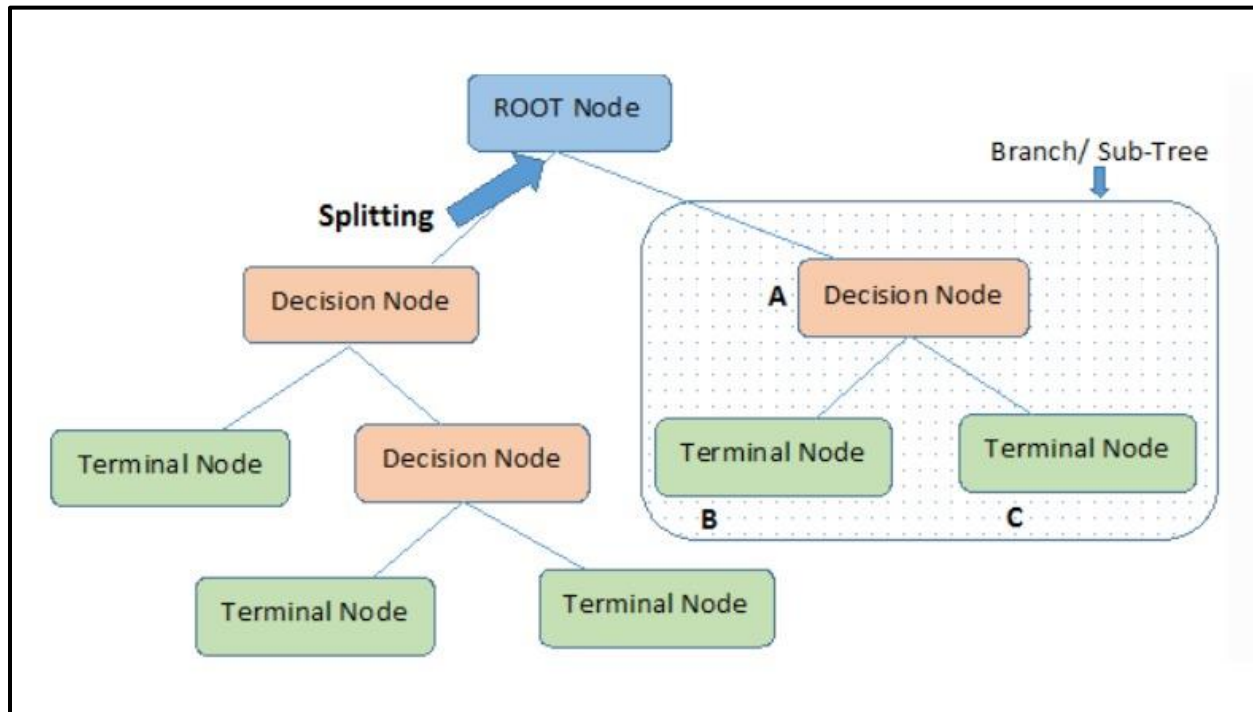 ROOT Node
Branch/ Sub-Tree
Splitting
Decision Node
A
Decision Node
Terminal Node
Decision Node
Terminal Node
Terminal Node
B
C
Terminal Node
Terminal Node